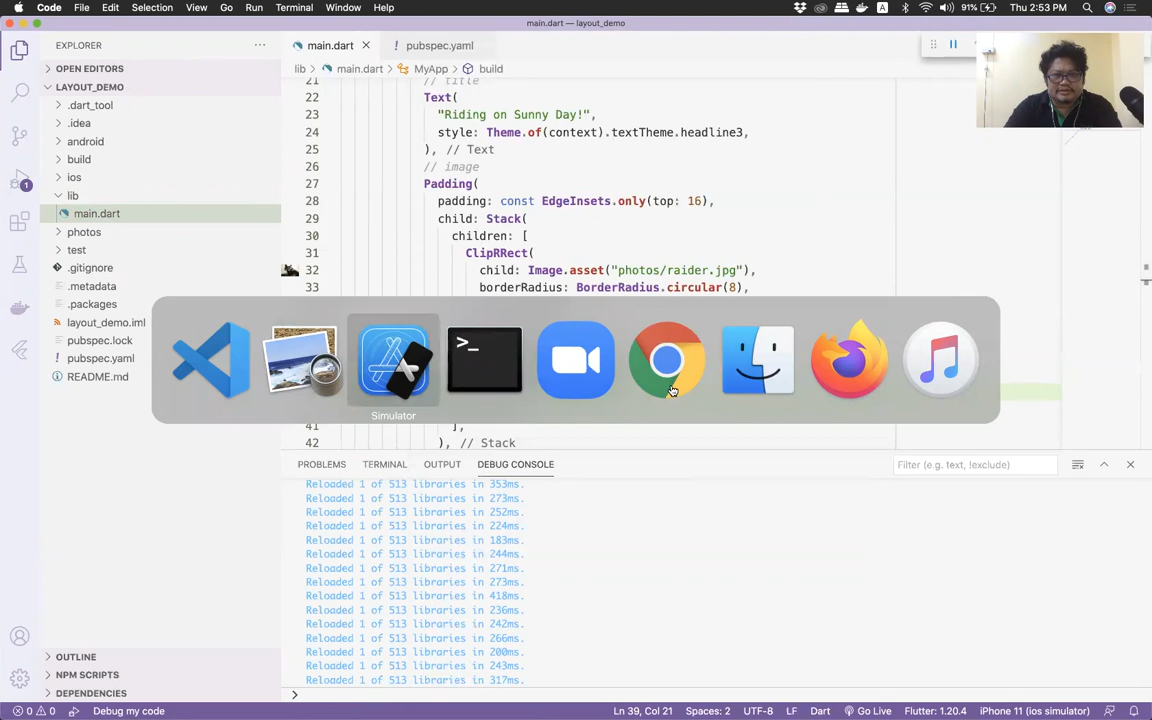 Code File Edit Selection View Go Run Terminal Window Help
A 91% Thu 2:53 PM
main.dart — layout_demo
EXPLORER
main.dart
pubspec.yaml
OPEN EDITORS
lib main.dart MyApp build
LAYOUT_DEMO
.dart_tool
.idea
android
build
ios
lib
main.dart
photos
test
.gitignore
.metadata
.packages
layout_demo.iml
pubspec.lock
pubspec.yaml
README.md
1
21 // title
22 Text(
23 "Riding on Sunny Day!",
24 style: Theme.of(context).textTheme.headline3,
25 ), // Text
26 // image
27 Padding(
28 padding: const EdgeInsets.only(top: 16),
29 child: Stack(
30 children: [
31 ClipRRect(
32 child: Image.asset("photos/raider.jpg"),
33 borderRadius: BorderRadius.circular(8),
Simulator
41 ],
42 ), // Stack
PROBLEMS TERMINAL OUTPUT DEBUG CONSOLE
Filter (e.g. text, !exclude)
Reloaded 1 of 513 libraries in 353ms.
Reloaded 1 of 513 libraries in 273ms.
Reloaded 1 of 513 libraries in 252ms.
Reloaded 1 of 513 libraries in 224ms.
Reloaded 1 of 513 libraries in 183ms.
Reloaded 1 of 513 libraries in 244ms.
Reloaded 1 of 513 libraries in 271ms.
Reloaded 1 of 513 libraries in 273ms.
Reloaded 1 of 513 libraries in 418ms.
Reloaded 1 of 513 libraries in 236ms.
Reloaded 1 of 513 libraries in 242ms.
Reloaded 1 of 513 libraries in 266ms.
Reloaded 1 of 513 libraries in 200ms.
Reloaded 1 of 513 libraries in 243ms.
Reloaded 1 of 513 libraries in 317ms.
OUTLINE
NPM SCRIPTS
DEPENDENCIES
0 0 Debug my code
Ln 39, Col 21 Spaces: 2 UTF-8 LF Dart Go Live Flutter: 1.20.4 iPhone 11 (ios simulator)